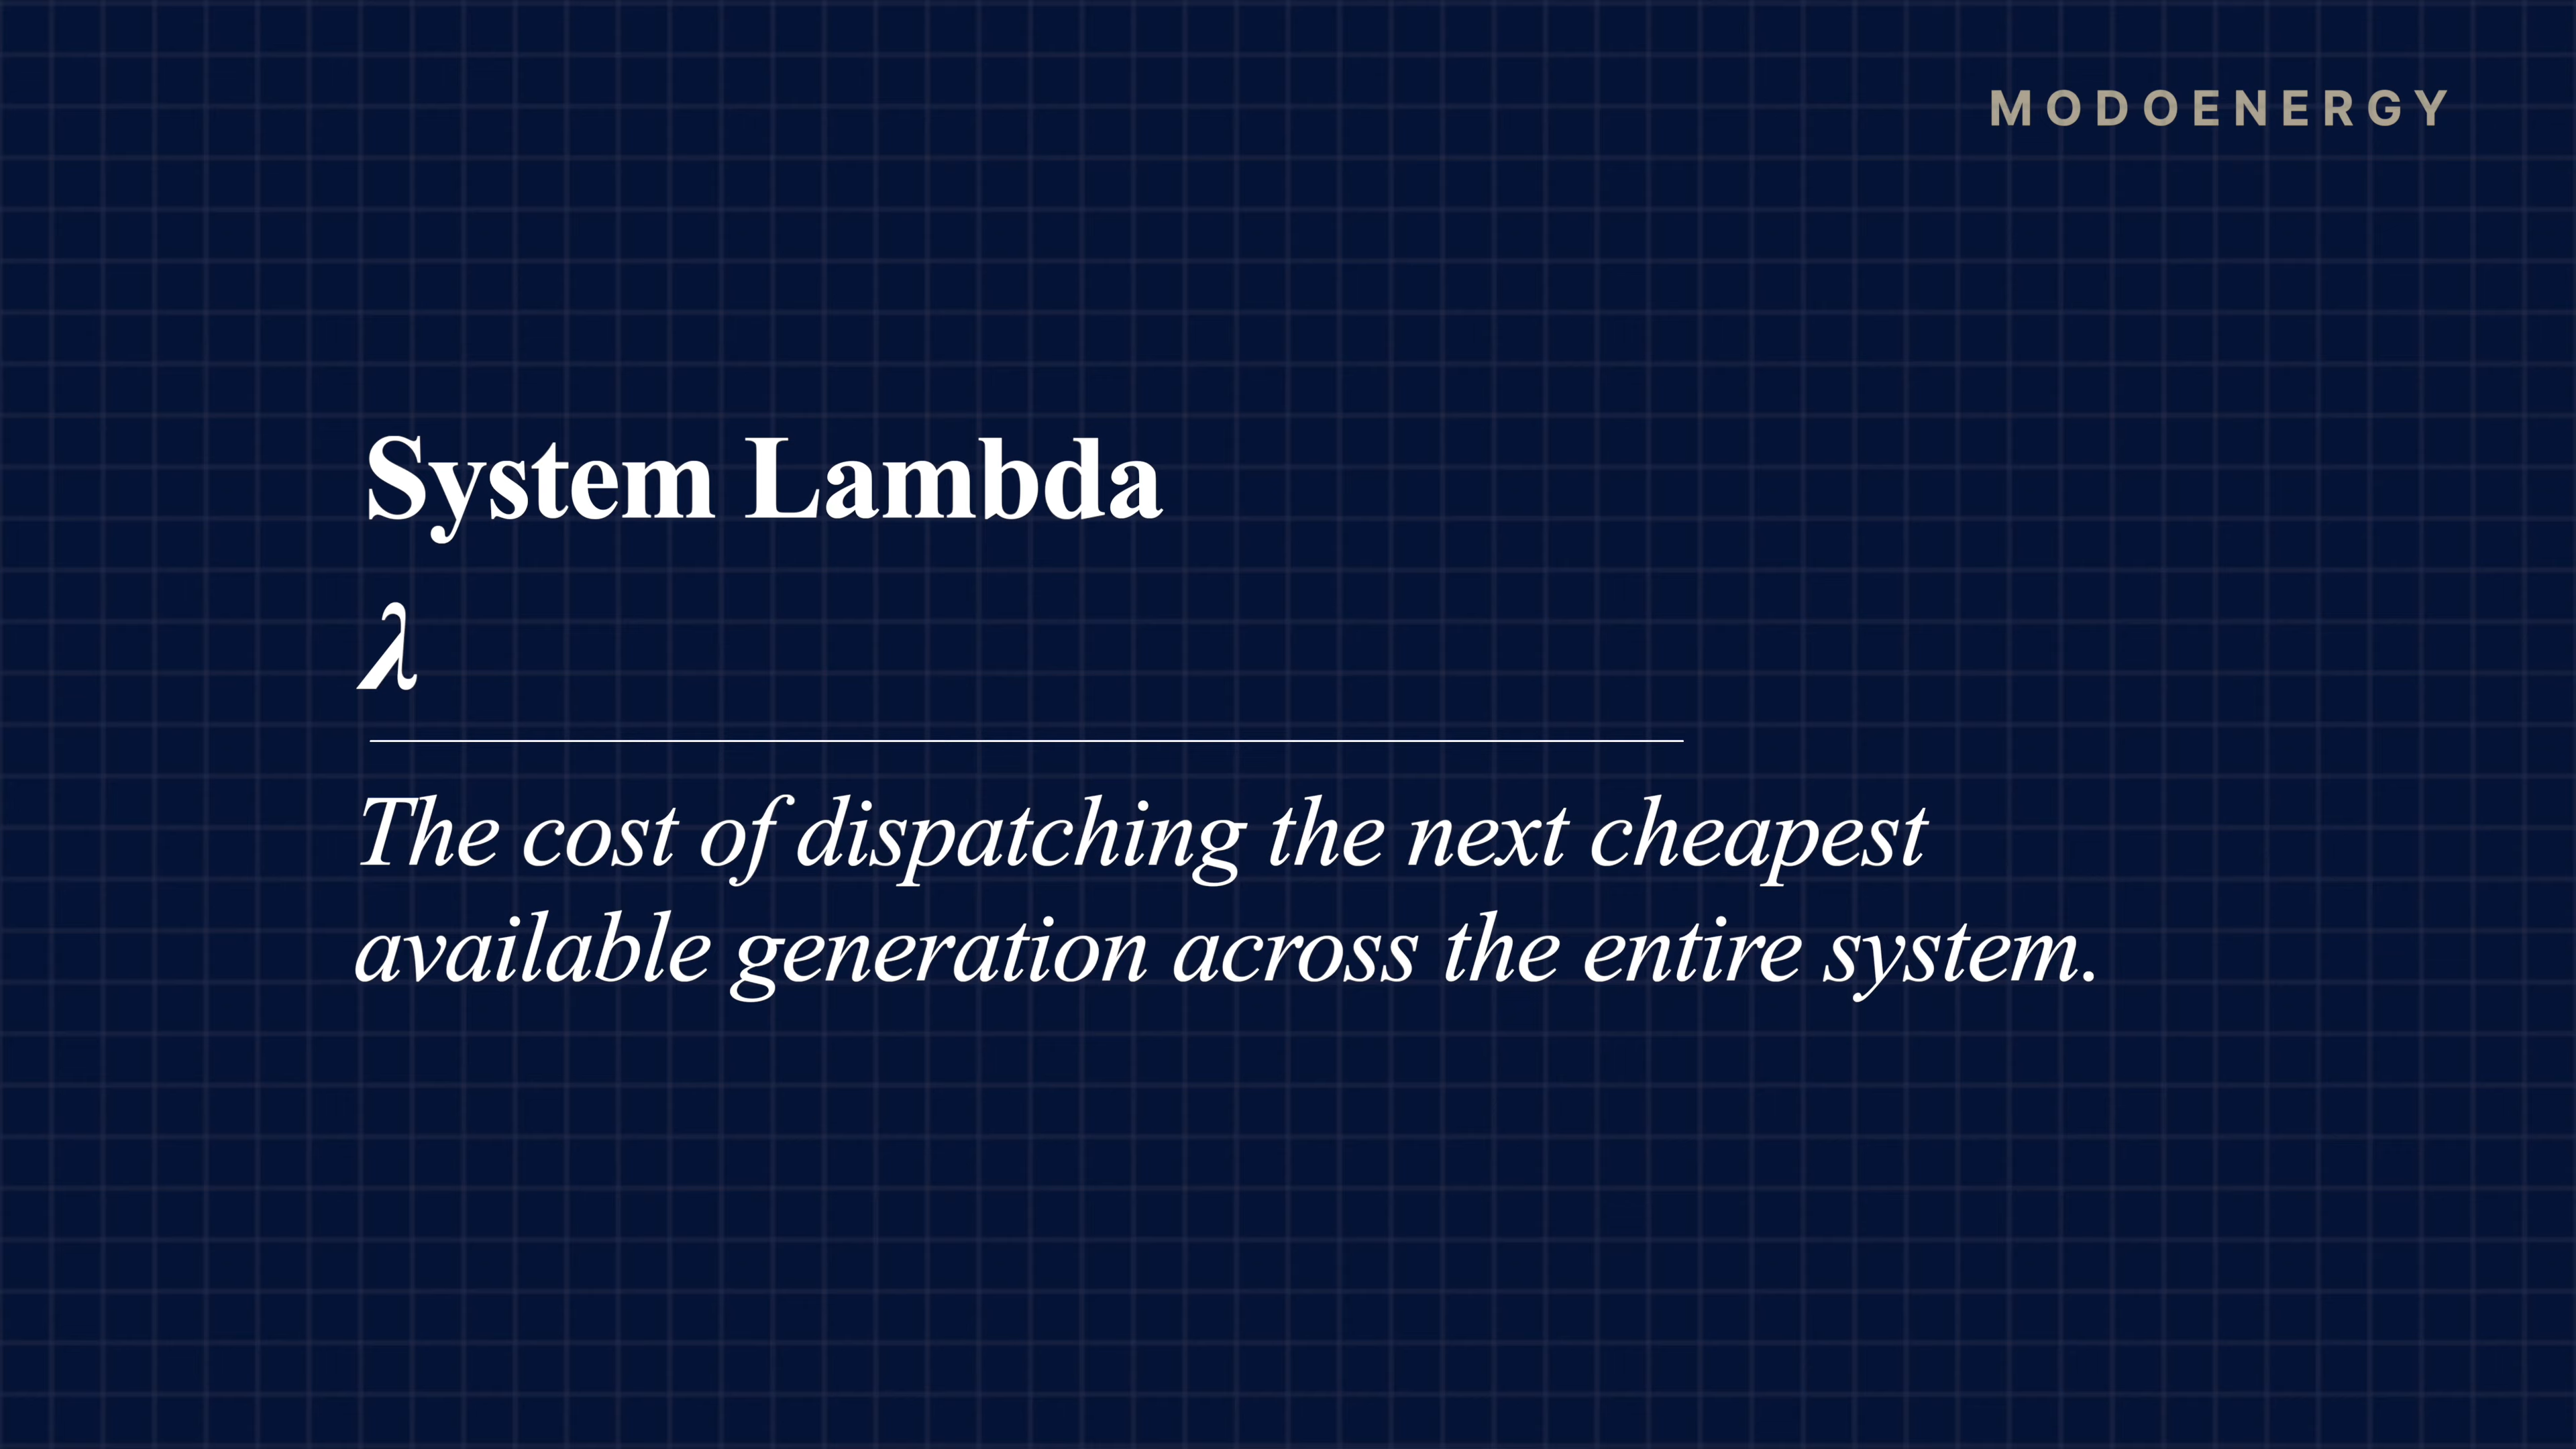 MODOENERGY
System Lambda
λ
The cost of dispatching the next cheapest
available generation across the entire system.